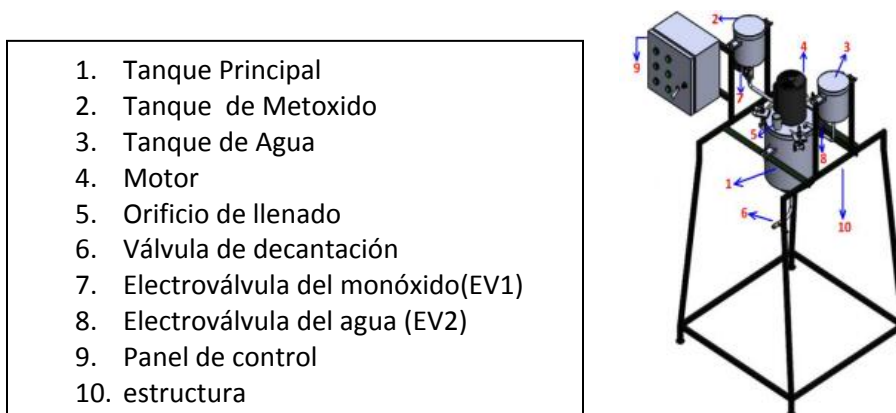 1. Tanque Principal
2. Tanque de Metoxido
3. Tanque de Agua
4. Motor
5. Orificio de llenado
6. Válvula de decantación
7. Electroválvula del monóxido(EV1)
8. Electroválvula del agua (EV2)
9. Panel de control
10. estructura
2
4
3
9
7
5
8
1
6
10